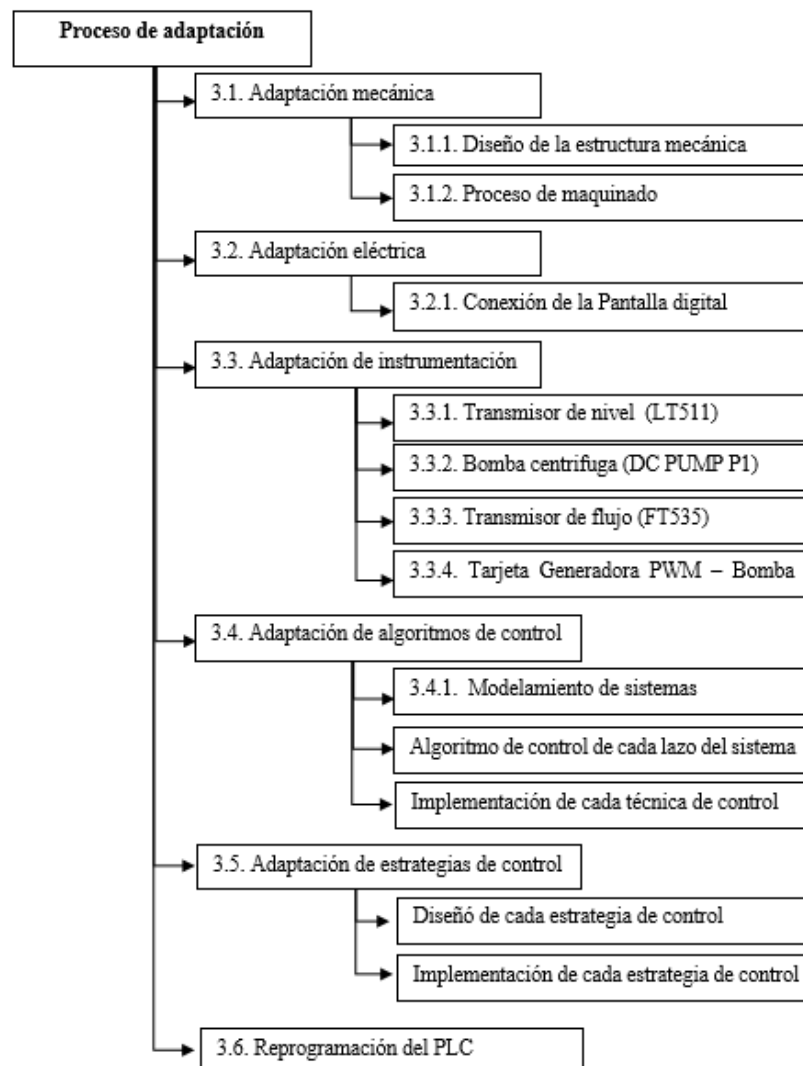 Proceso de adaptación
3.1. Adaptación mecánica
3.1.1. Diseño de la estructura mecánica
3.1.2. Proceso de maquinado
3.2. Adaptación eléctrica
3.2.1. Conexión de la Pantalla digital
3.3. Adaptación de instrumentación
3.3.1. Transmisor de nivel (LT511)
3.3.2. Bomba centrifuga (DC PUMP P1)
3.3.3. Transmisor de flujo (FT535)
3.3.4. Tarjeta Generadora PWM – Bomba
3.4. Adaptación de algoritmos de control
3.4.1. Modelamiento de sistemas
Algoritmo de control de cada lazo del sistema
Implementación de cada técnica de control
3.5. Adaptación de estrategias de control
Diseñó de cada estrategia de control
Implementación de cada estrategia de control
3.6. Reprogramación del PLC